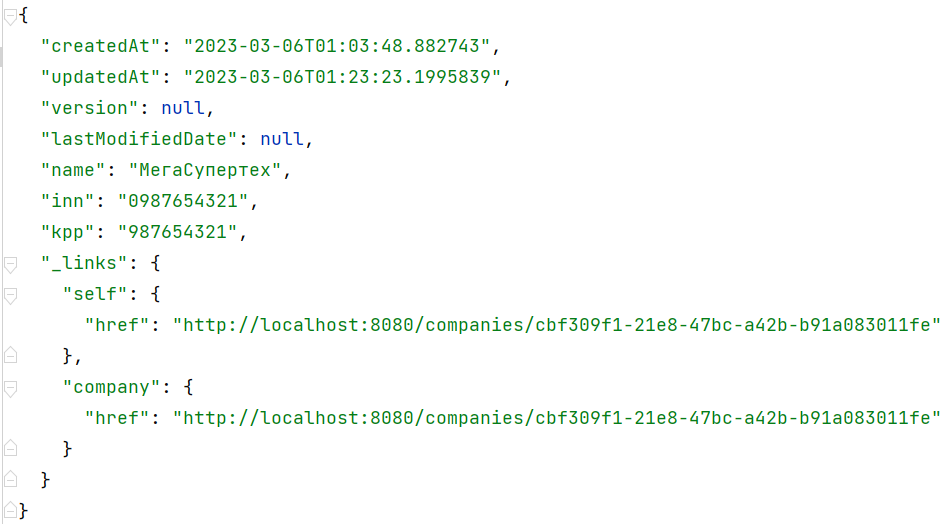 {
  "createdAt": "2023-03-06T01:03:48.882743",
  "updatedAt": "2023-03-06T01:23:23.1995839",
  "version": null,
  "lastModifiedDate": null,
  "name": "МегаСупертех",
  "inn": "0987654321",
  "kpp": "987654321",
  "_links": {
    "self": {
      "href": "http://localhost:8080/companies/cbf309f1-21e8-47bc-a42b-b91a083011fe"
    },
    "company": {
      "href": "http://localhost:8080/companies/cbf309f1-21e8-47bc-a42b-b91a083011fe"
    }
  }
}